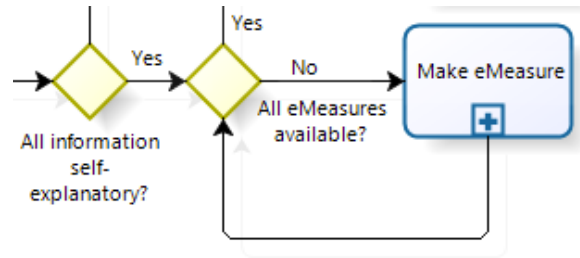 Yes
Yes
No
Make eMeasure
All information
self-
explanatory?
All eMeasures
available?